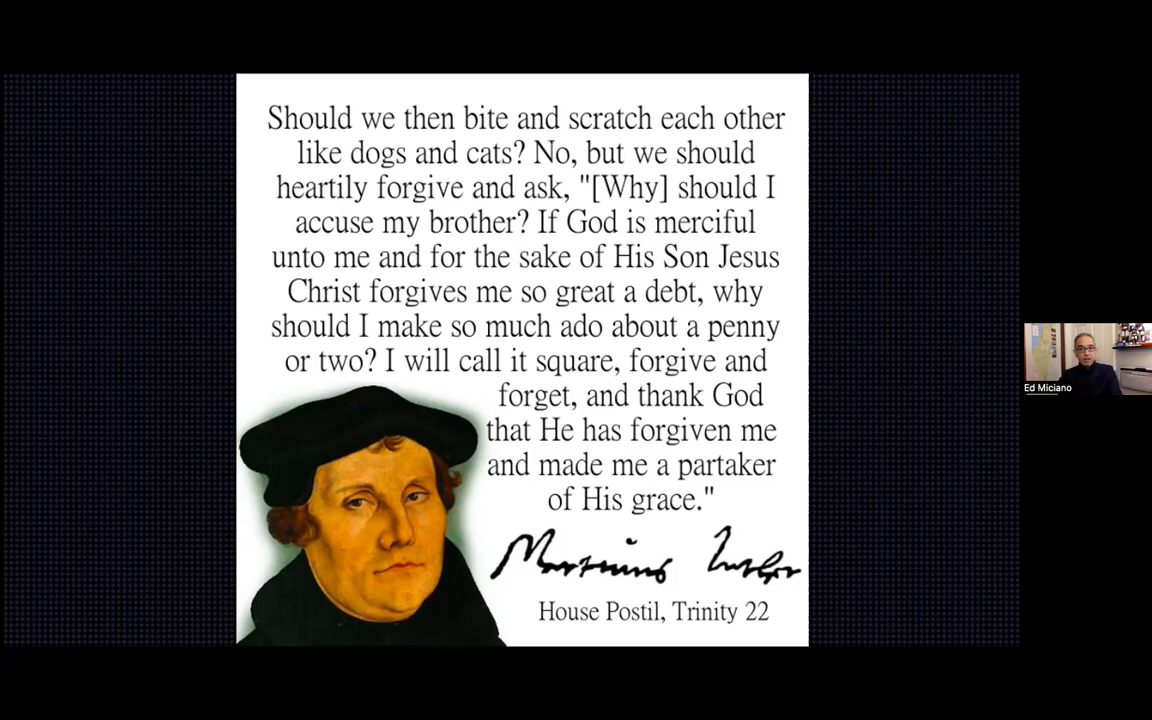 Should we then bite and scratch each other
like dogs and cats? No, but we should
heartily forgive and ask, "[Why] should I
accuse my brother? If God is merciful
unto me and for the sake of His Son Jesus
Christ forgives me so great a debt, why
should I make so much ado about a penny
or two? I will call it square, forgive and
forget, and thank God
that He has forgiven me
and made me a partaker
of His grace."
Martinus Luther
House Postil, Trinity 22
Ed Miciano